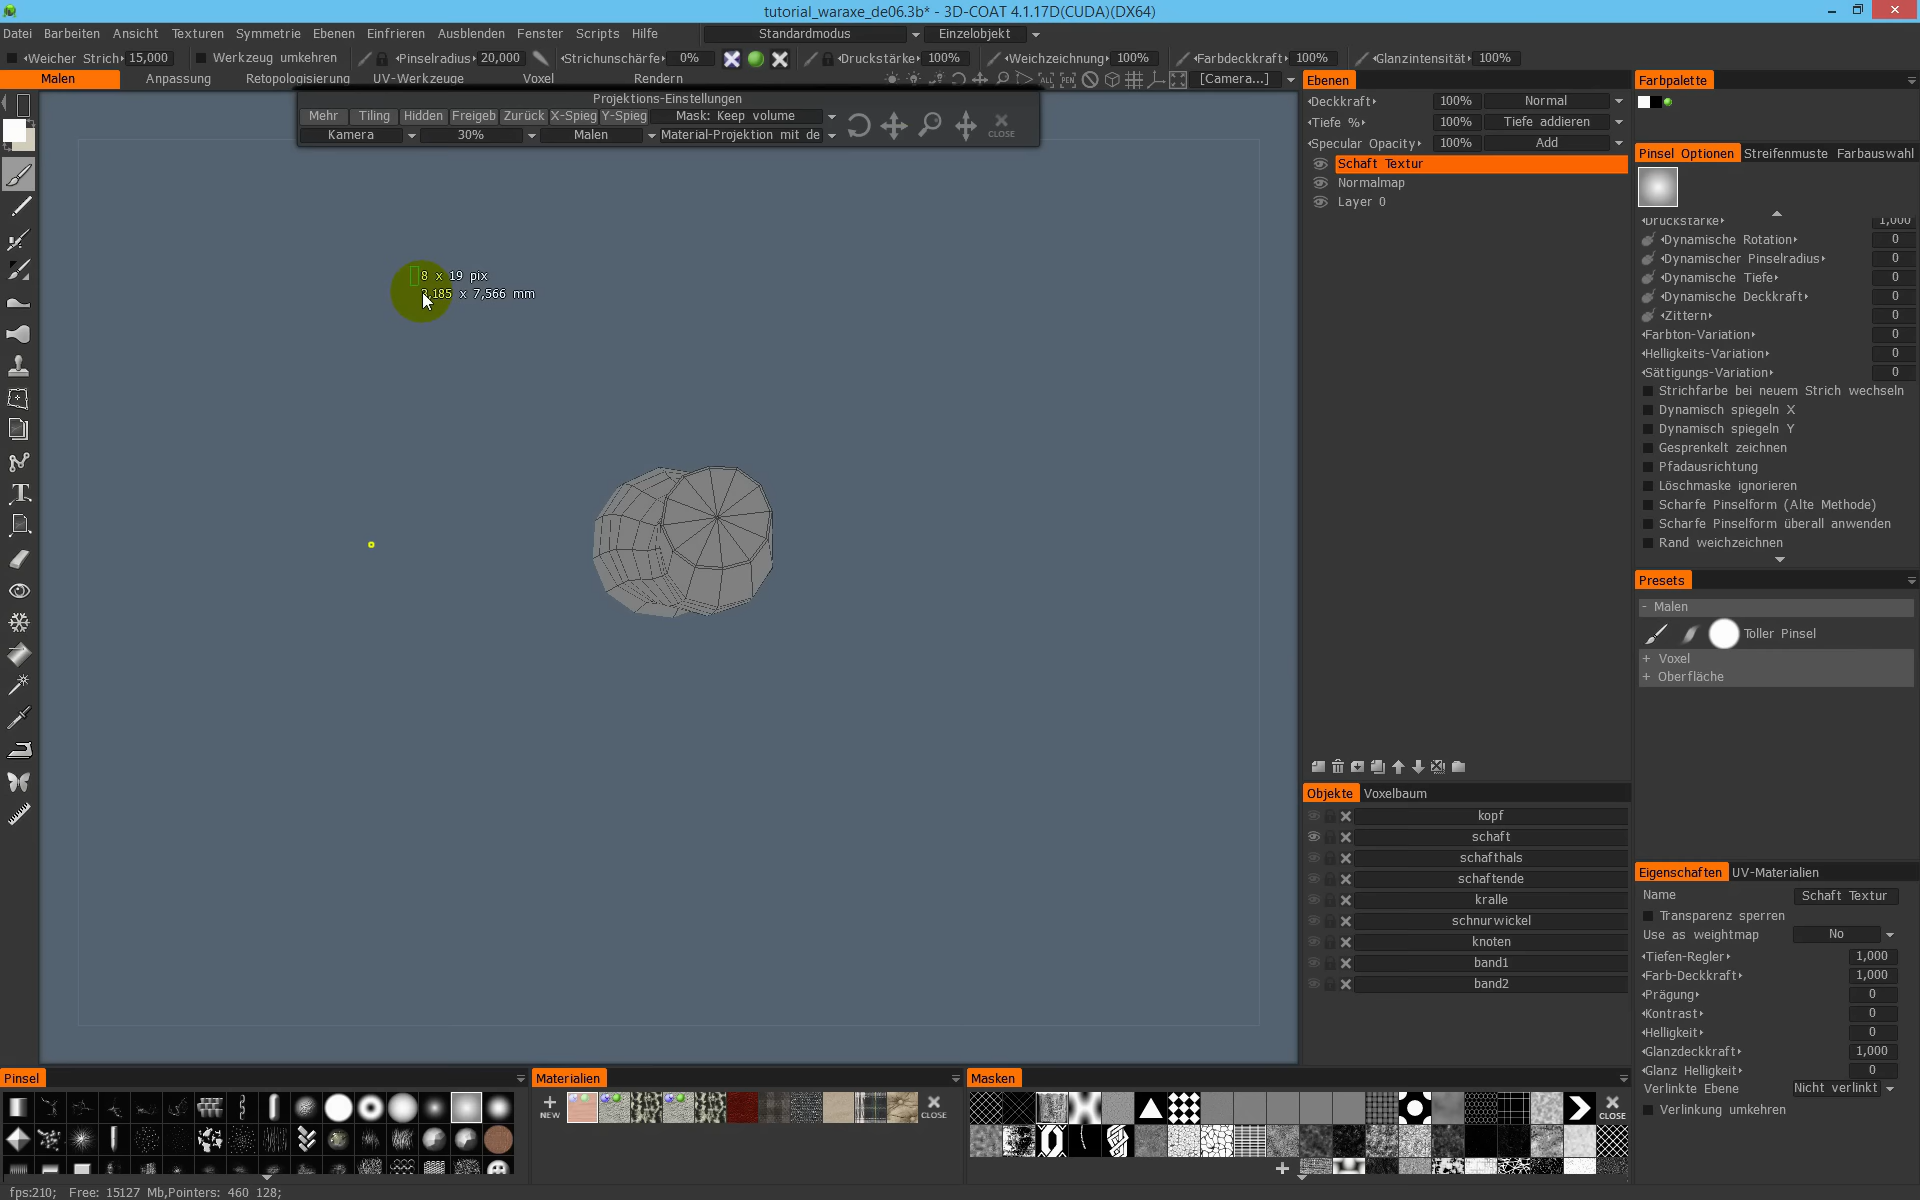 tutorial_waraxe_de06.3b* - 3D-COAT 4.1.17D(CUDA)(DX64)
Datei Bearbeiten Ansicht Texturen Symmetrie Ebenen Einfrieren Ausblenden Fenster Scripts Hilfe Standardmodus Einzelobjekt
Weicher Strich 15,000 Werkzeug umkehren Pinselradius 20,000 Strichunschärfe 0% Druckstärke 100% Weichzeichnung 100% Farbdeckkraft 100% Glanzintensität 100%
Malen Anpassung Retopologisierung UV-Werkzeuge Voxel Rendern [Camera...]
Projektions-Einstellungen
Mehr Tiling Hidden Freigeb Zurück X-Spieg Y-Spieg Mask: Keep volume
Kamera 30% Malen Material-Projektion mit de
CLOSE
8 x 19 pix
3,185 x 7,566 mm
Ebenen
Deckkraft 100% Normal
Tiefe % 100% Tiefe addieren
Specular Opacity 100% Add
Schaft Textur
Normalmap
Layer 0
Objekte Voxelbaum
kopf
schaft
schafthals
schaftende
kralle
schnurwickel
knoten
band1
band2
Farbpalette
Pinsel Optionen Streifenmuste Farbauswahl
Druckstärke 1,000
Dynamische Rotation 0
Dynamischer Pinselradius 0
Dynamische Tiefe 0
Dynamische Deckkraft 0
Zittern 0
Farbton-Variation 0
Helligkeits-Variation 0
Sättigungs-Variation 0
Strichfarbe bei neuem Strich wechseln
Dynamisch spiegeln X
Dynamisch spiegeln Y
Gesprenkelt zeichnen
Pfadausrichtung
Löschmaske ignorieren
Scharfe Pinselform (Alte Methode)
Scharfe Pinselform überall anwenden
Rand weichzeichnen
Presets
- Malen
Toller Pinsel
+ Voxel
+ Oberfläche
Eigenschaften UV-Materialien
Name Schaft Textur
Transparenz sperren
Use as weightmap No
Tiefen-Regler 1,000
Farb-Deckkraft 1,000
Prägung 0
Kontrast 0
Helligkeit 0
Glanzdeckkraft 1,000
Glanz Helligkeit 0
Verlinkte Ebene Nicht verlinkt
Verlinkung umkehren
Pinsel
Materialien
NEW
CLOSE
Masken
CLOSE
fps:210; Free: 15127 Mb,Pointers: 460 128;